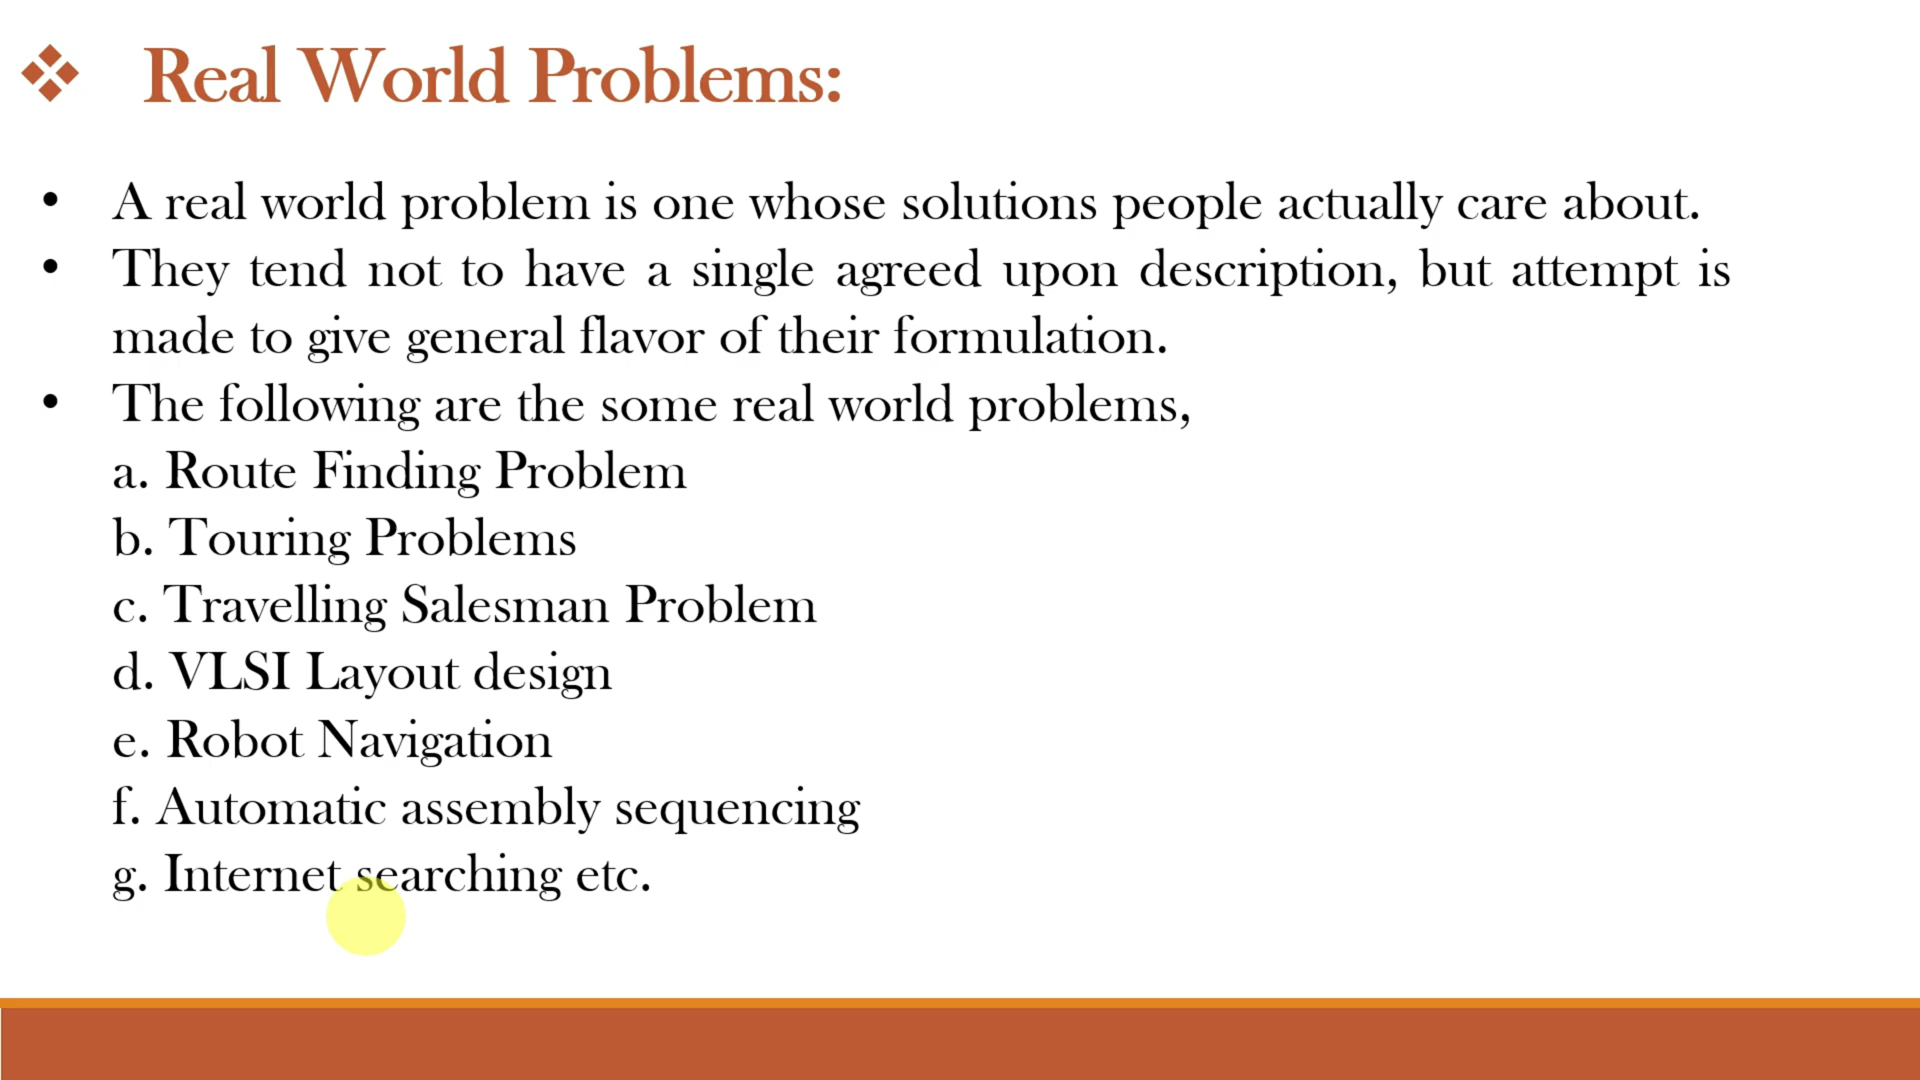 ❖ Real World Problems:
• A real world problem is one whose solutions people actually care about.
• They tend not to have a single agreed upon description, but attempt is
made to give general flavor of their formulation.
• The following are the some real world problems,
a. Route Finding Problem
b. Touring Problems
c. Travelling Salesman Problem
d. VLSI Layout design
e. Robot Navigation
f. Automatic assembly sequencing
g. Internet searching etc.